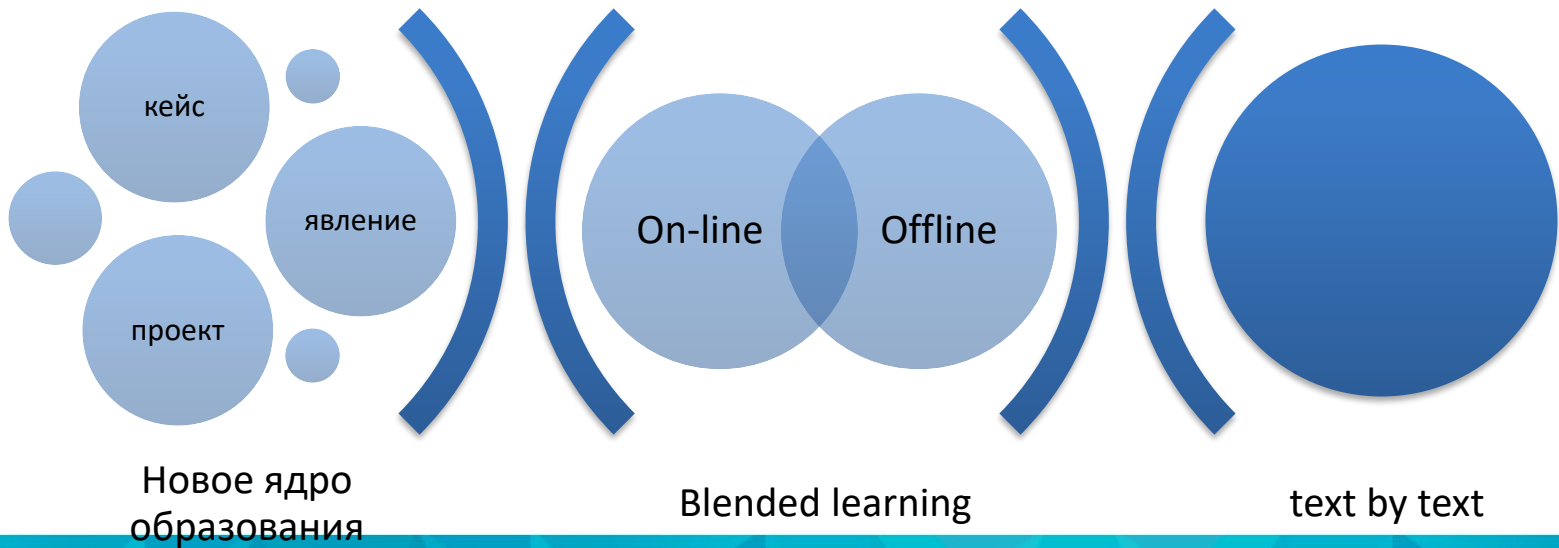 кейс
явление
проект
On-line
Offline
Новое ядро
образования
Blended learning
text by text